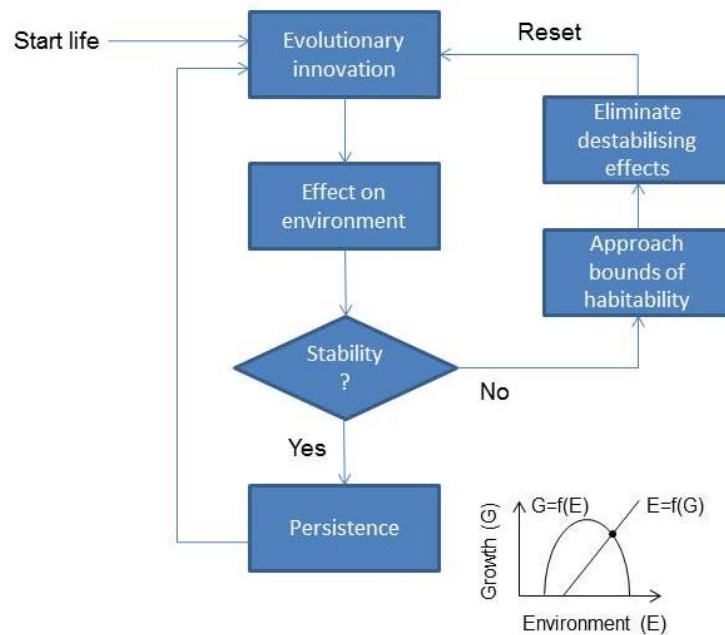 Start life
Evolutionary
innovation
Reset
Eliminate
destabilising
effects
Effect on
environment
Approach
bounds of
habitability
Stability
?
No
Yes
Persistence
G=f(E)
E=f(G)
Growth (G)
Environment (E)